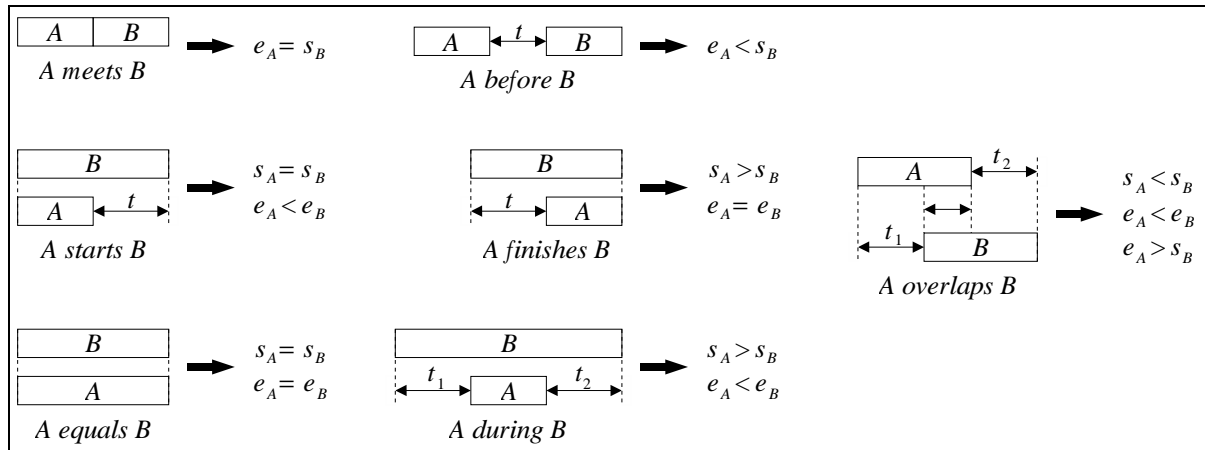 A B
e_A = s_B
A meets B
A t B
e_A < s_B
A before B
B
A t
s_A = s_B
e_A < e_B
A starts B
B
t A
s_A > s_B
e_A = e_B
A finishes B
A t_2
t_1 B
s_A < s_B
e_A < e_B
e_A > s_B
A overlaps B
B
A
s_A = s_B
e_A = e_B
A equals B
B
t_1 A t_2
s_A > s_B
e_A < e_B
A during B